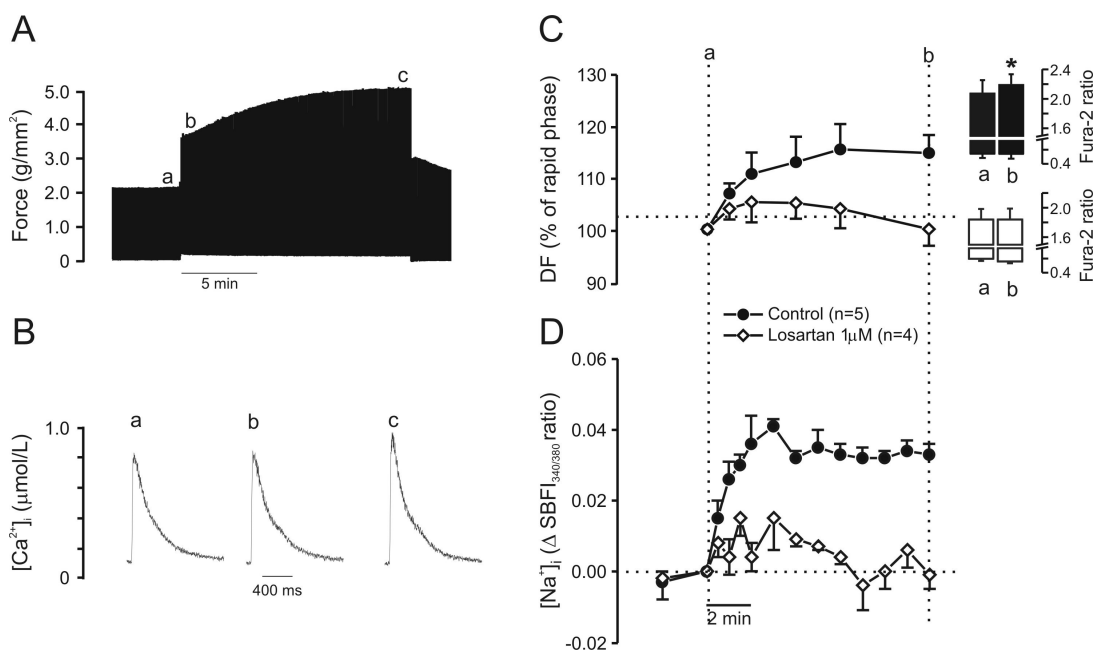 A
Force (g/mm²)
5.0
4.0
3.0
2.0
1.0
0
a
b
c
5 min
B
[Ca²⁺]ᵢ (μmol/L)
1.0
0
a
b
c
400 ms
C
DF (% of rapid phase)
130
120
110
100
90
a
b
*
2.4
2.0
1.6
0.4
Fura-2 ratio
a
b
2.0
1.6
0.4
Fura-2 ratio
a
b
Control (n=5)
Losartan 1μM (n=4)
D
[Na⁺]ᵢ (Δ SBFI₃₄₀/₃₈₀ ratio)
0.06
0.04
0.02
0.00
-0.02
2 min